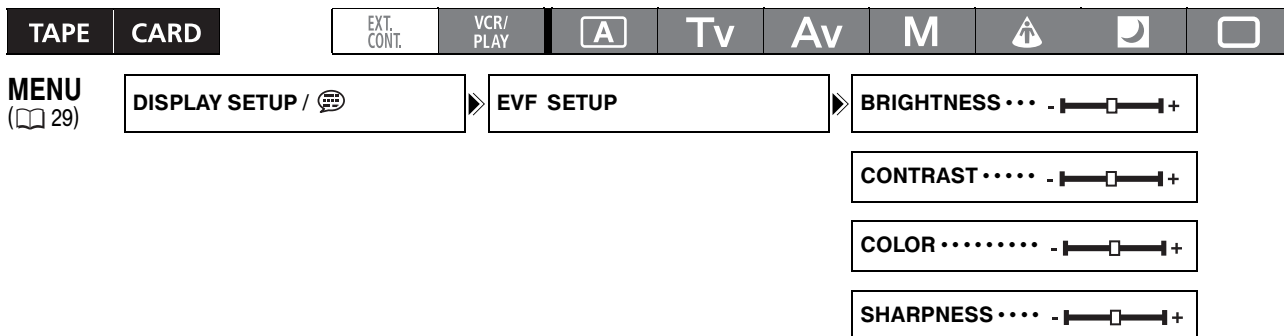 TAPE CARD EXT. CONT. VCR/ PLAY A Tv Av M
MENU DISPLAY SETUP / EVF SETUP BRIGHTNESS ••• - +
( 29)
CONTRAST ••••• - +
COLOR ••••••••• - +
SHARPNESS •••• - +